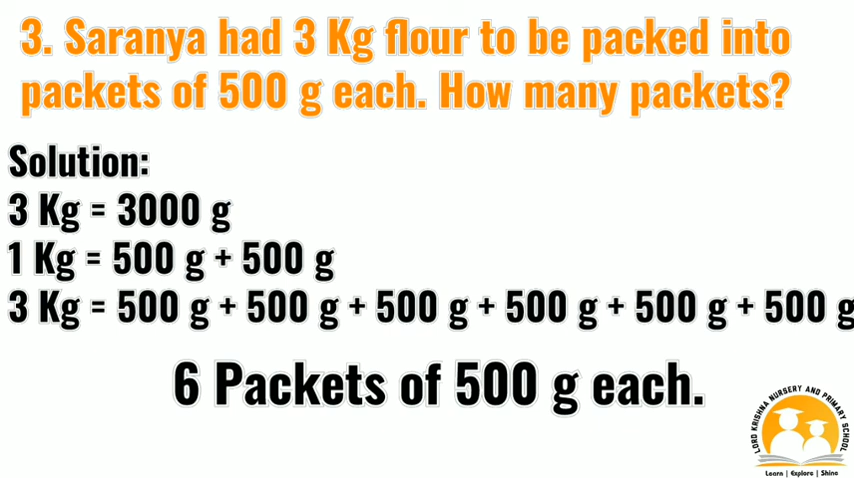 3. Saranya had 3 Kg flour to be packed into
packets of 500 g each. How many packets?
Solution:
3 Kg = 3000 g
1 Kg = 500 g + 500 g
3 Kg = 500 g + 500 g + 500 g + 500 g + 500 g + 500 g
6 Packets of 500 g each.
LORD KRISHNA NURSERY AND PRIMARY SCHOOL
Learn | Explore | Shine